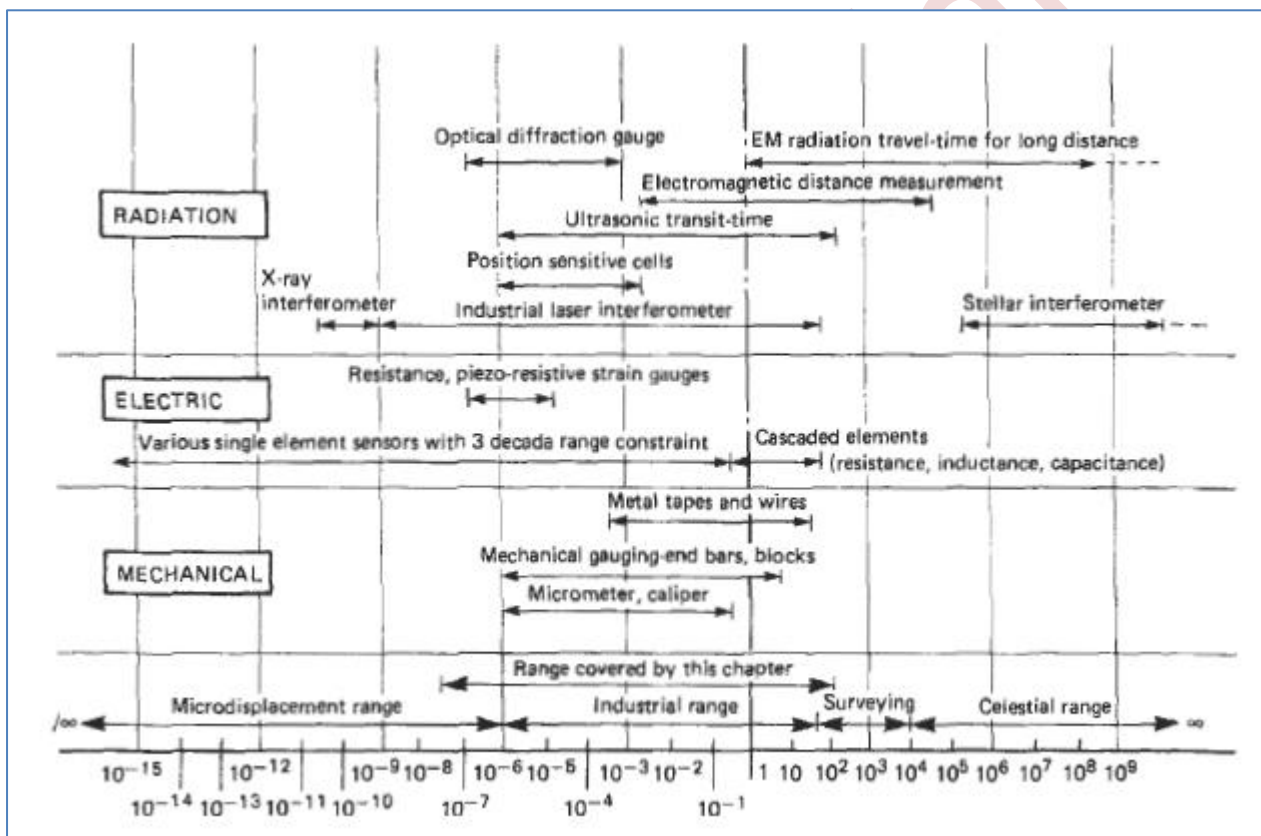 Optical diffraction gauge
EM radiation travel-time for long distance
Electromagnetic distance measurement
RADIATION
Ultrasonic transit-time
Position sensitive cells
X-ray
interferometer
Industrial laser interferometer
Stellar interferometer
Resistance, piezo-resistive strain gauges
ELECTRIC
Various single element sensors with 3 decada range constraint
Cascaded elements
(resistance, inductance, capacitance)
Metal tapes and wires
Mechanical gauging-end bars, blocks
MECHANICAL
Micrometer, caliper
Range covered by this chapter
/∞ Microdisplacement range Industrial range Surveying Celestial range ∞
10⁻¹⁵ 10⁻¹² 10⁻⁹ 10⁻⁸ 10⁻⁶ 10⁻⁵ 10⁻³ 10⁻² 1 10 10² 10³ 10⁴ 10⁵ 10⁶ 10⁷ 10⁸ 10⁹
10⁻¹⁴ 10⁻¹³ 10⁻¹¹ 10⁻¹⁰ 10⁻⁷ 10⁻⁴ 10⁻¹